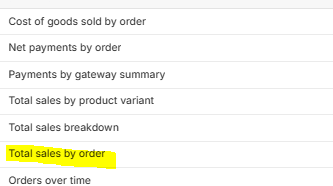 Cost of goods sold by order
Net payments by order
Payments by gateway summary
Total sales by product variant
Total sales breakdown
Total sales by order
Orders over time